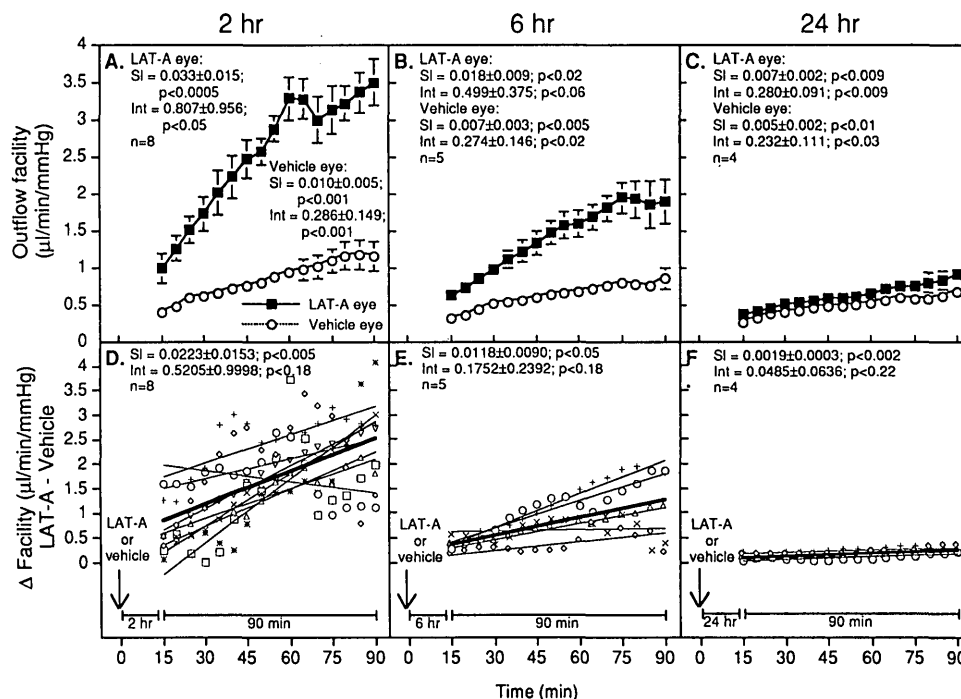 2 hr
6 hr
24 hr
Outflow facility
(μl/min/mmHg)
4
3.5
3
2.5
2
1.5
1
0.5
0
A.
LAT-A eye:
Sl = 0.033±0.015;
p<0.0005
Int = 0.807±0.956;
p<0.05
n=8
Vehicle eye:
Sl = 0.010±0.005;
p<0.001
Int = 0.286±0.149;
p<0.001
LAT-A eye
Vehicle eye
B.
LAT-A eye:
Sl = 0.018±0.009; p<0.02
Int = 0.499±0.375; p<0.06
Vehicle eye:
Sl = 0.007±0.003; p<0.005
Int = 0.274±0.146; p<0.02
n=5
C.
LAT-A eye:
Sl = 0.007±0.002; p<0.009
Int = 0.280±0.091; p<0.009
Vehicle eye:
Sl = 0.005±0.002; p<0.01
Int = 0.232±0.111; p<0.03
n=4
Δ Facility (μl/min/mmHg)
LAT-A - Vehicle
4
3.5
3
2.5
2
1.5
1
0.5
0
D.
Sl = 0.0223±0.0153; p<0.005
Int = 0.5205±0.9998; p<0.18
n=8
LAT-A
or
vehicle
2 hr
90 min
E.
Sl = 0.0118±0.0090; p<.05
Int = 0.1752±0.2392; p<0.18
n=5
LAT-A
or
vehicle
6 hr
90 min
F.
Sl = 0.0019±0.0003; p<0.002
Int = 0.0485±0.0636; p<0.22
n=4
LAT-A
or
vehicle
24 hr
90 min
0 15 30 45 60 75 90
0 15 30 45 60 75 90
0 15 30 45 60 75 90
Time (min)